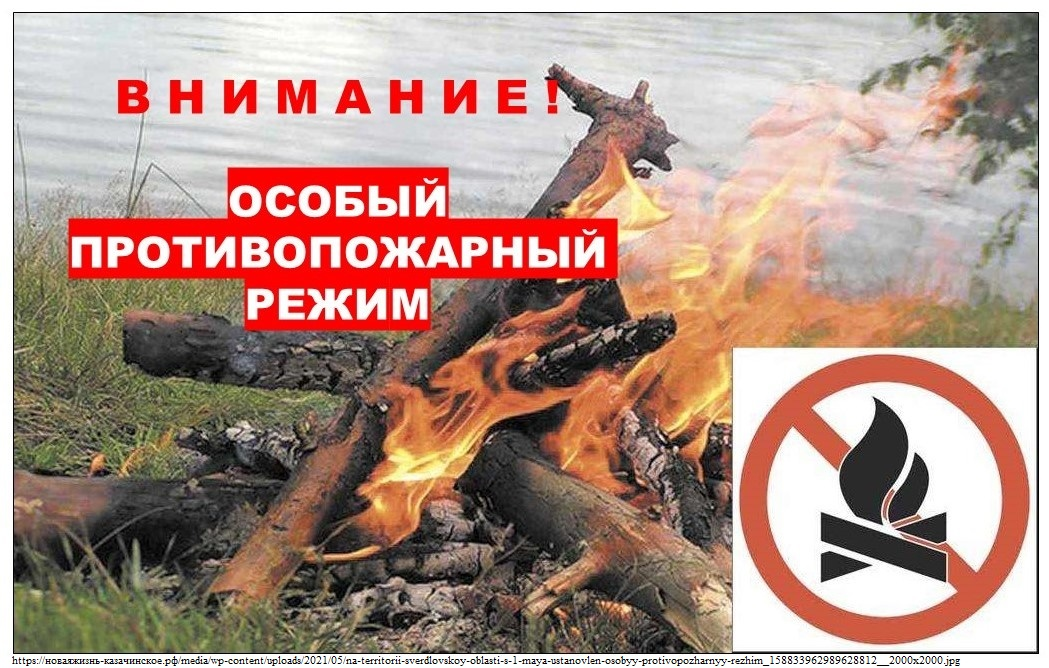 ВНИМАНИЕ!
ОСОБЫЙ
ПРОТИВОПОЖАРНЫЙ
РЕЖИМ
https://новаяжизнь-казачинское.рф/media/wp-content/uploads/2021/05/na-territorii-sverdlovskoy-oblasti-s-1-maya-ustanovlen-osobyy-protivopozharnyy-rezhim_158833962989628812__2000x2000.jpg